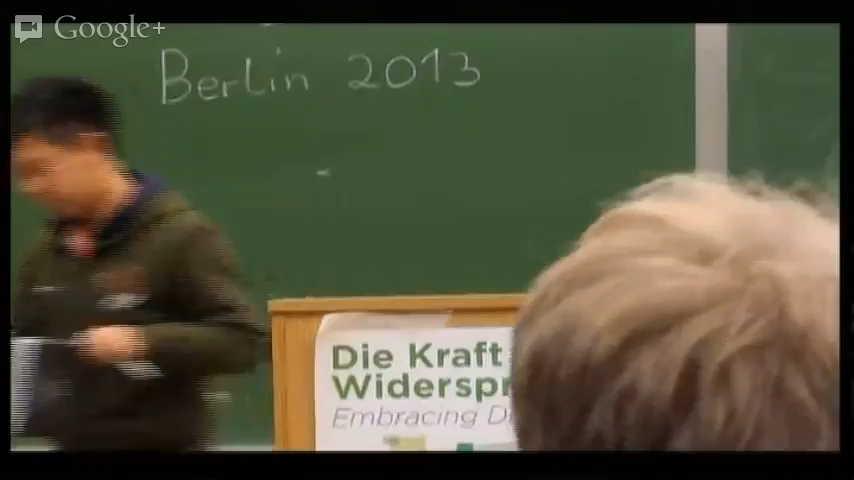 Google+
Berlin 2013
Die Kraft
Widerspr
Embracing D